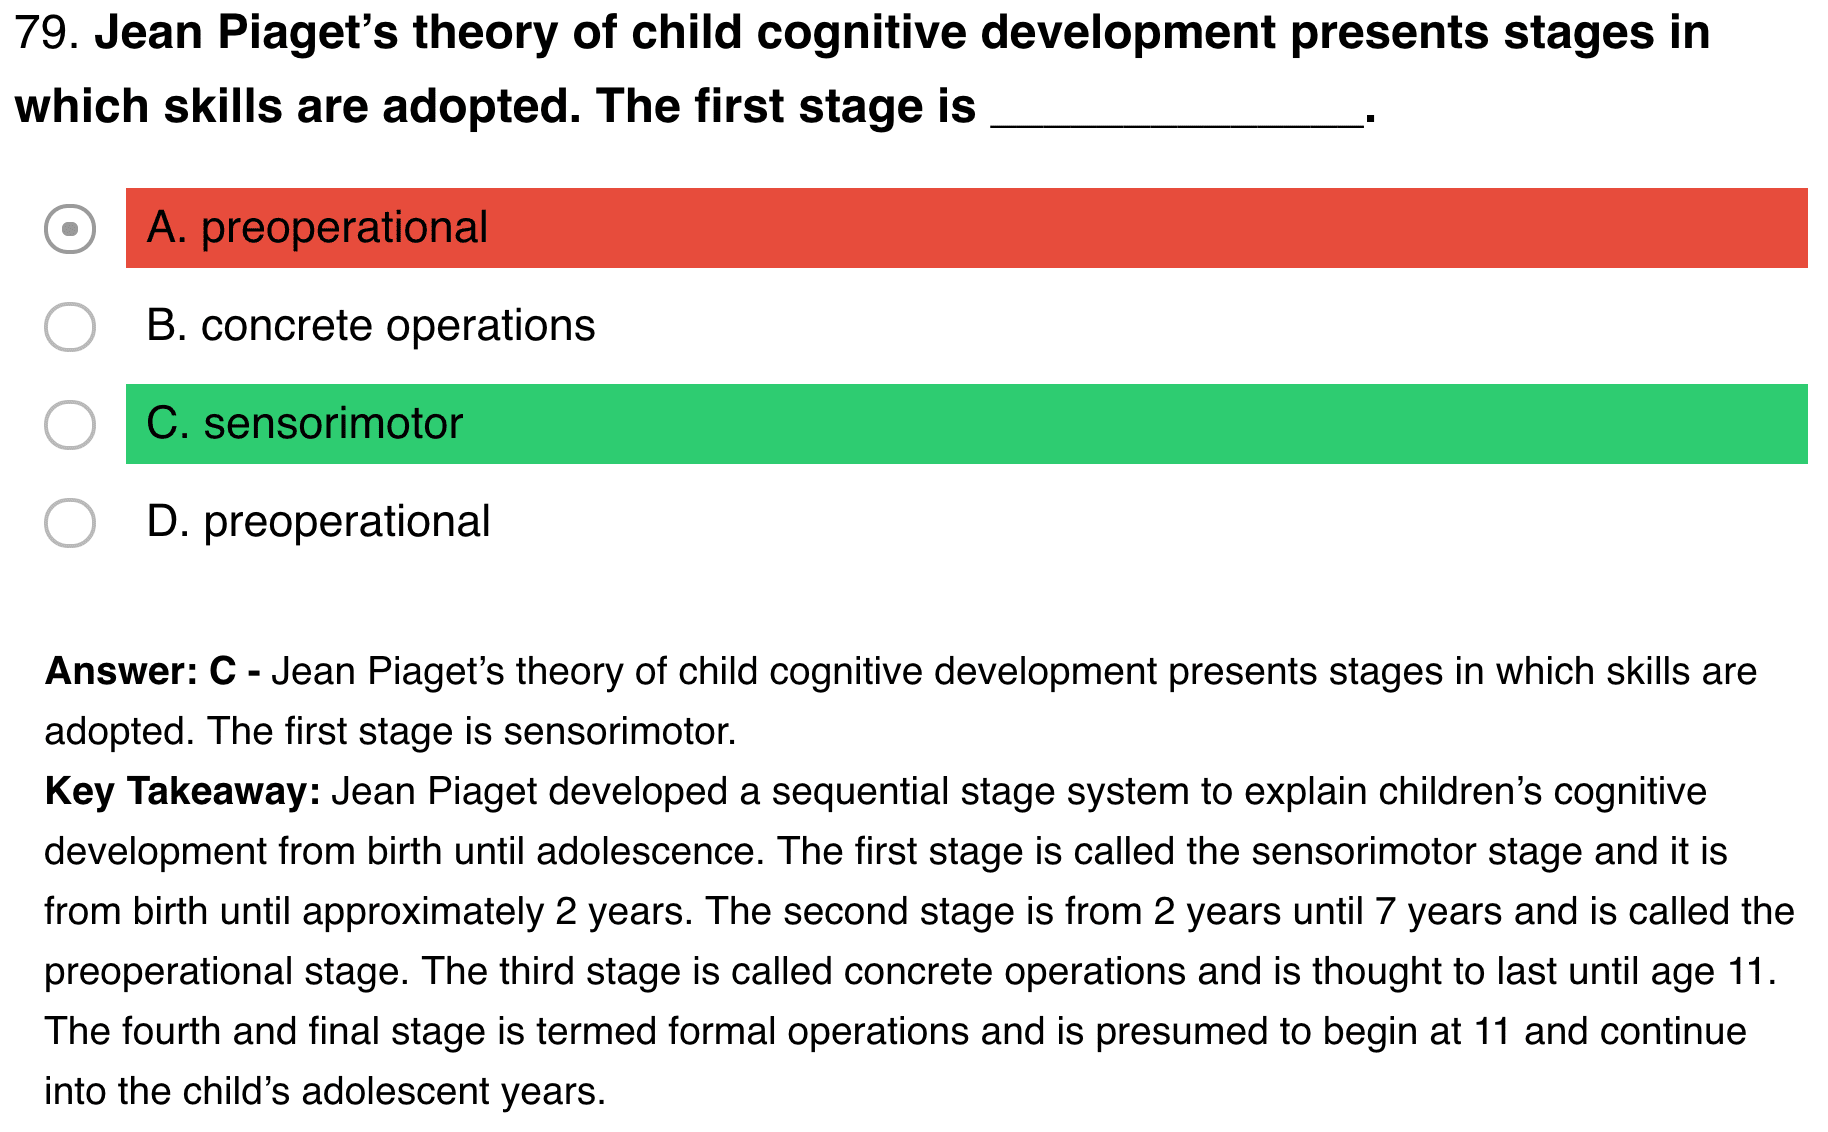 79. Jean Piaget’s theory of child cognitive development presents stages in
which skills are adopted. The first stage is ______________.
A. preoperational
B. concrete operations
C. sensorimotor
D. preoperational
Answer: C - Jean Piaget’s theory of child cognitive development presents stages in which skills are
adopted. The first stage is sensorimotor.
Key Takeaway: Jean Piaget developed a sequential stage system to explain children’s cognitive
development from birth until adolescence. The first stage is called the sensorimotor stage and it is
from birth until approximately 2 years. The second stage is from 2 years until 7 years and is called the
preoperational stage. The third stage is called concrete operations and is thought to last until age 11.
The fourth and final stage is termed formal operations and is presumed to begin at 11 and continue
into the child’s adolescent years.